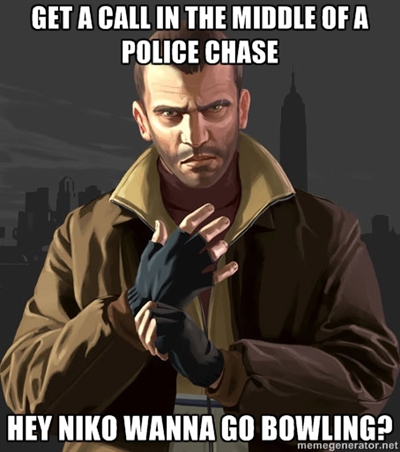 GET A CALL IN THE MIDDLE OF A
POLICE CHASE
HEY NIKO WANNA GO BOWLING?
memegenerator.net